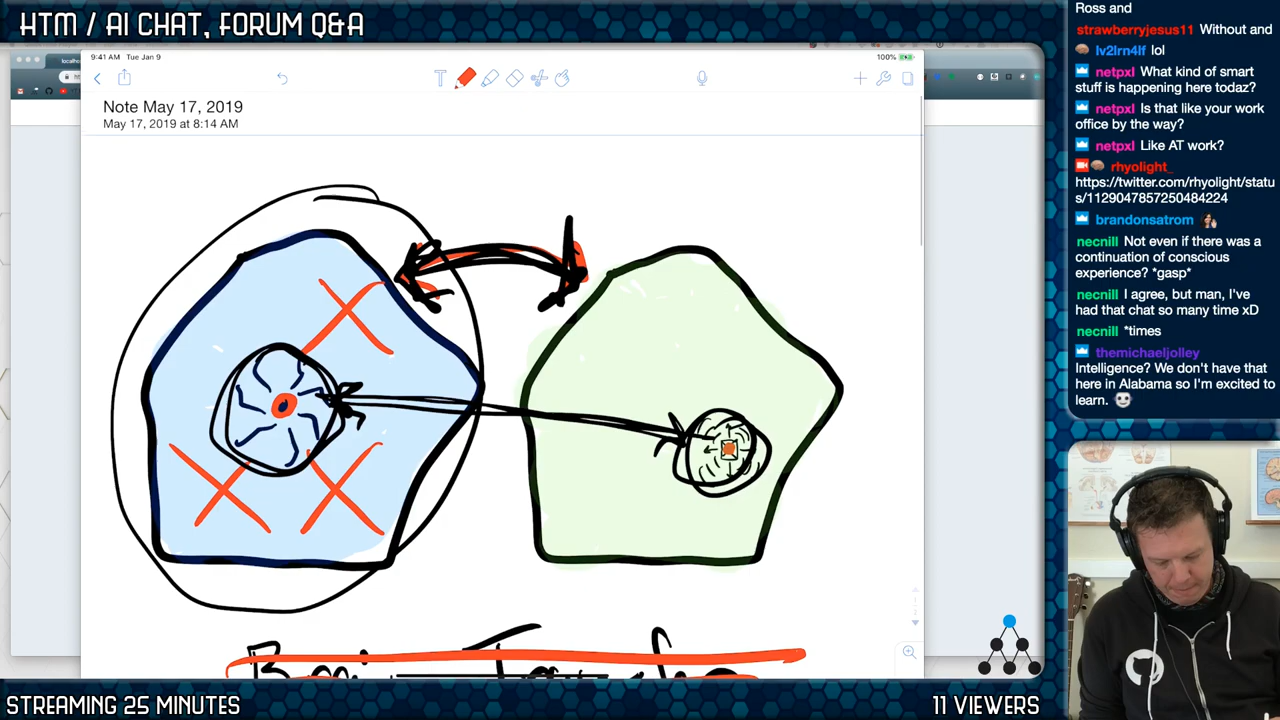 HTM / AI CHAT, FORUM Q&A
9:41 AM Tue Jan 9
100%
T
Note May 17, 2019
May 17, 2019 at 8:14 AM
Ross and
strawberryjesus11 Without and
lv2lrn4lf lol
netpxl What kind of smart
stuff is happening here todaz?
netpxl Is that like your work
office by the way?
netpxl Like AT work?
rhyolight_
https://twitter.com/rhyolight/statu
s/1129047857250484224
brandonsatrom
necnill Not even if there was a
continuation of conscious
experience? *gasp*
necnill I agree, but man, I've
had that chat so many time xD
necnill *times
themichaeljolley
Intelligence? We don't have that
here in Alabama so I'm excited to
learn.
STREAMING 25 MINUTES
11 VIEWERS